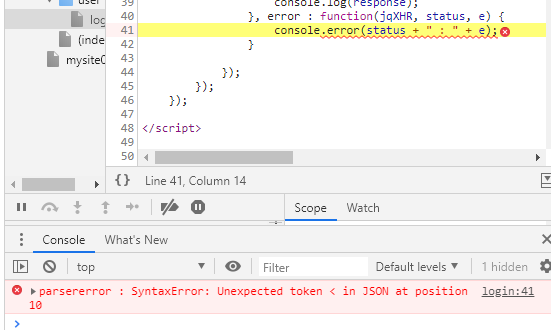 user
39 console.log(response);
log
40 }, error : function(jqXHR, status, e) {
(inde
41 console.error(status + " : " + e);
mysite0
42 }
43
44 });
45 });
46 });
47
48 </script>
49
50
{} Line 41, Column 14
Scope Watch
Console What's New
top Filter Default levels 1 hidden
parsererror : SyntaxError: Unexpected token < in JSON at position login:41
10